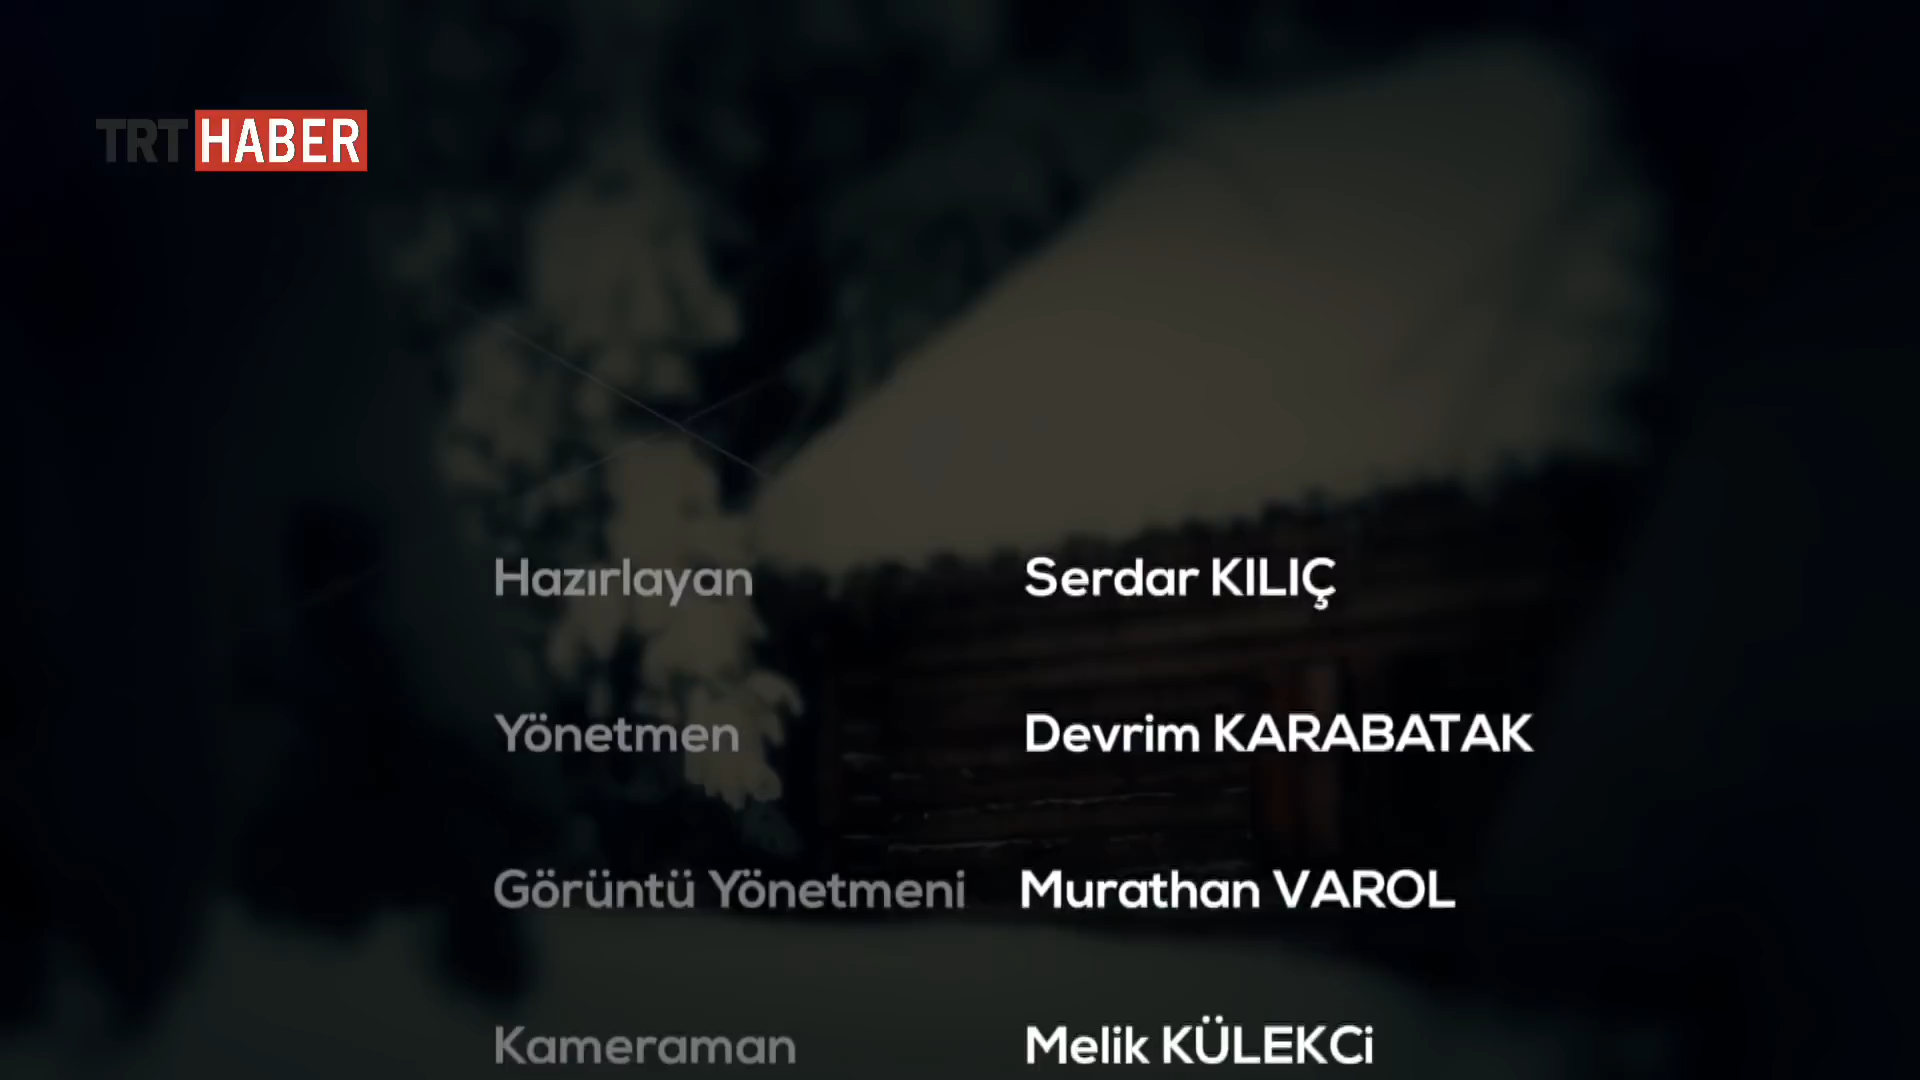 TRT HABER
Hazırlayan Serdar KILIÇ
Yönetmen Devrim KARABATAK
Görüntü Yönetmeni Murathan VAROL
Kameraman Melik KÜLEKCi